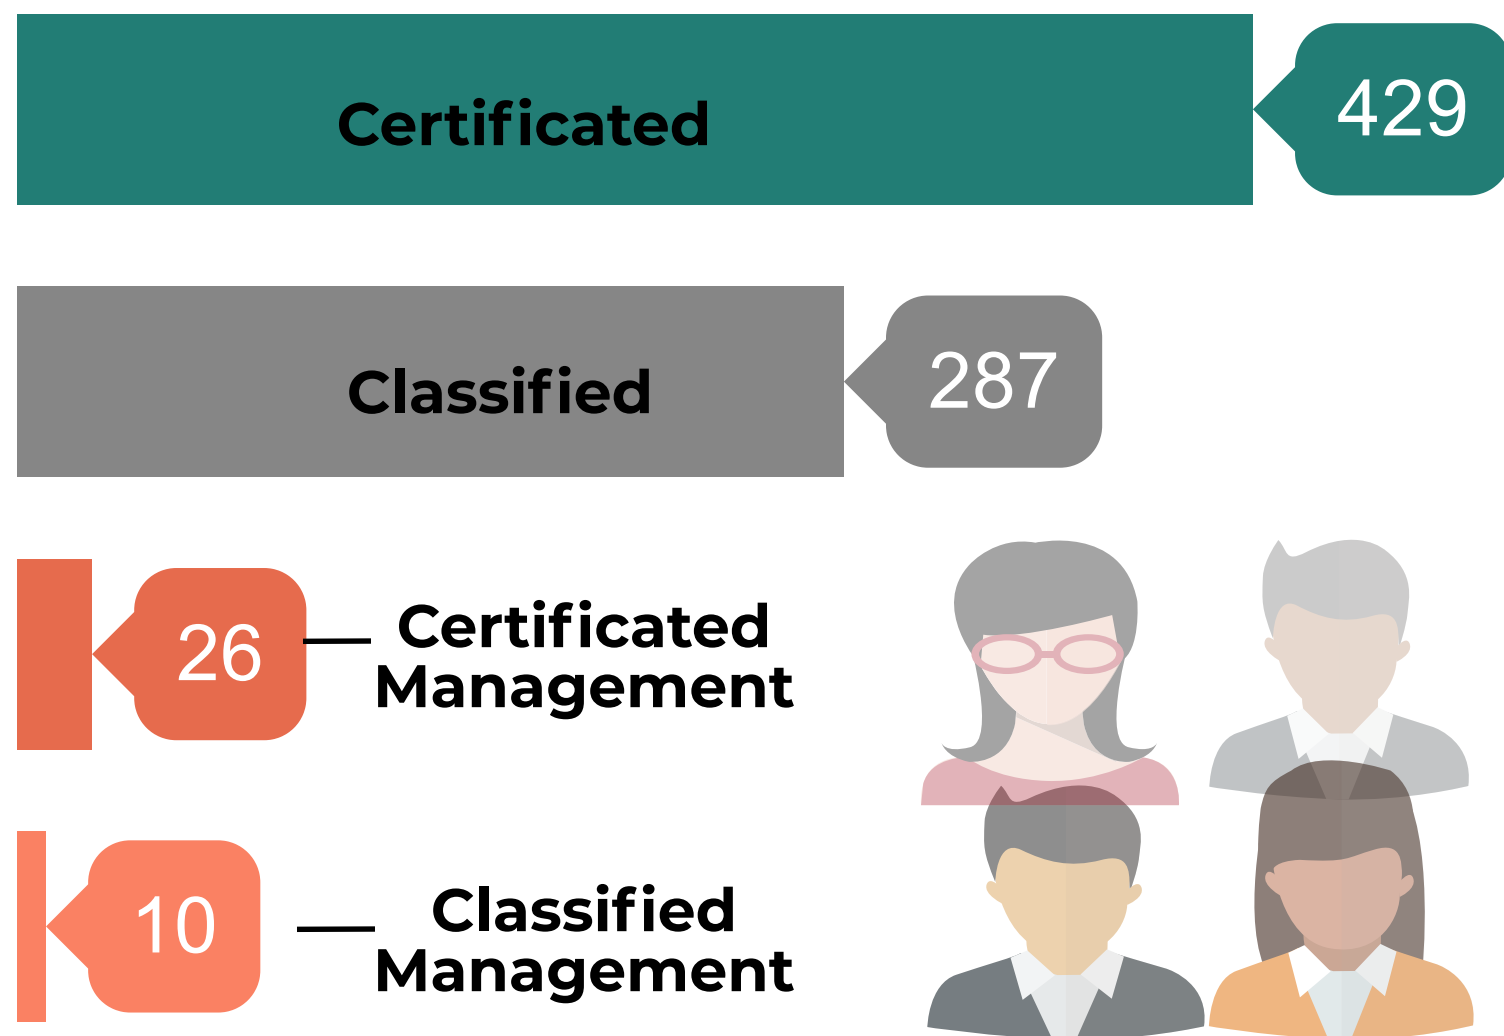 Certificated
429
Classified
287
26
Certificated
Management
10
Classified
Management